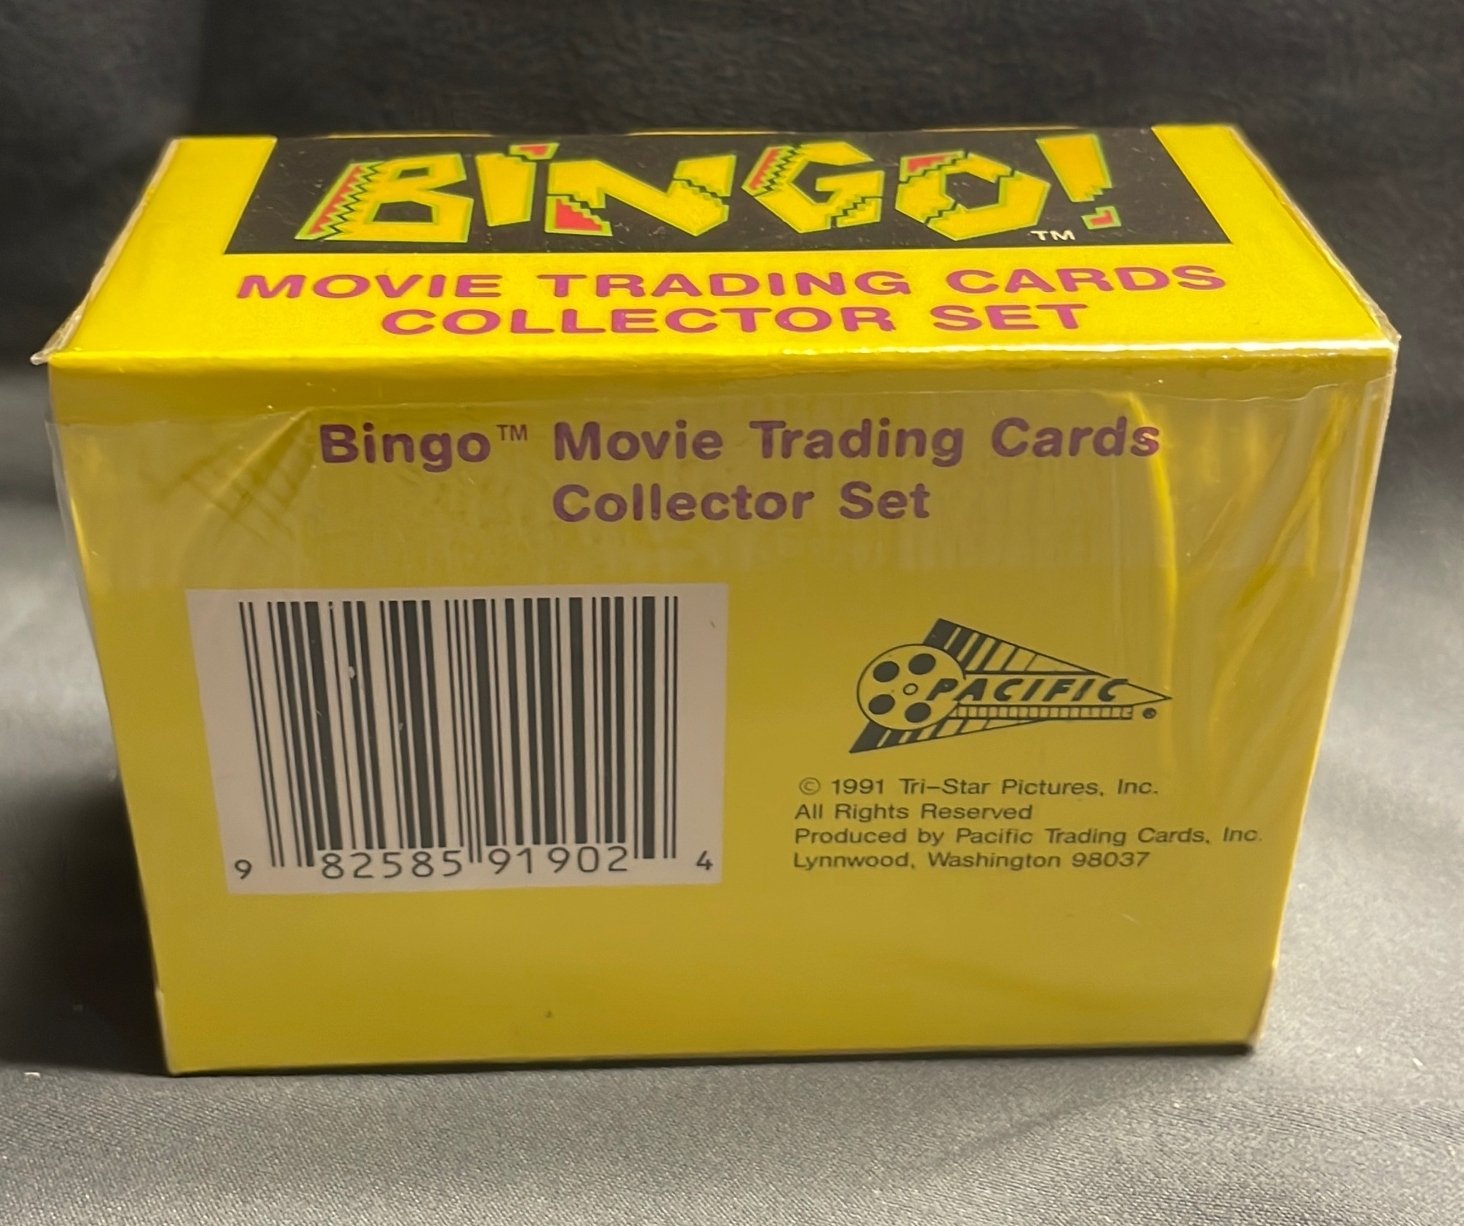 BiNGO!
TM
MOVIE TRADING CARDS
COLLECTOR SET
Bingo™ Movie Trading Cards
Collector Set
9 82585 91902 4
PACIFIC ®
© 1991 Tri-Star Pictures, Inc.
All Rights Reserved
Produced by Pacific Trading Cards, Inc.
Lynnwood, Washington 98037